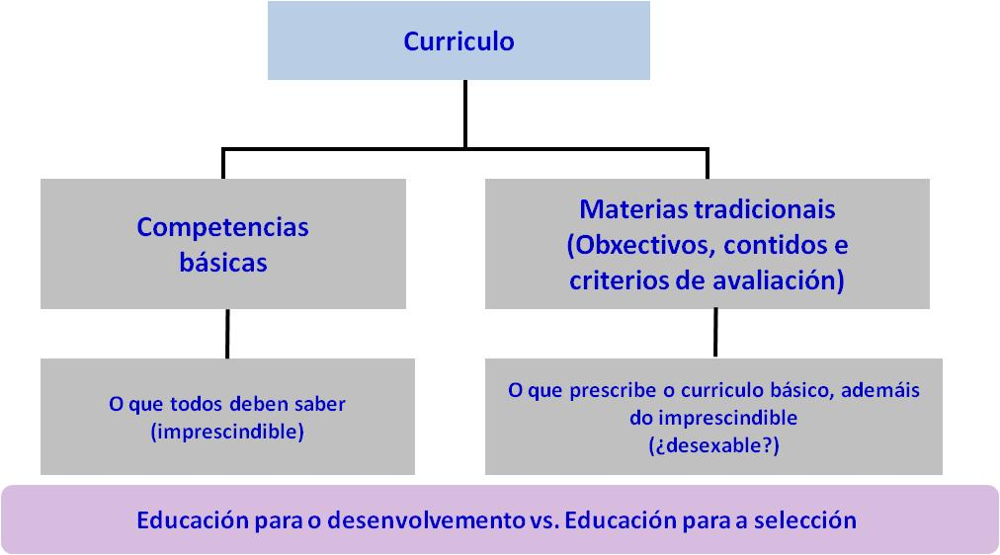 Curriculo
Competencias
básicas
Materias tradicionais
(Obxectivos, contidos e
criterios de avaliación)
O que todos deben saber
(imprescindible)
O que prescribe o curriculo básico, ademáis
do imprescindible
(¿desexable?)
Educación para o desenvolvemento vs. Educación para a selección